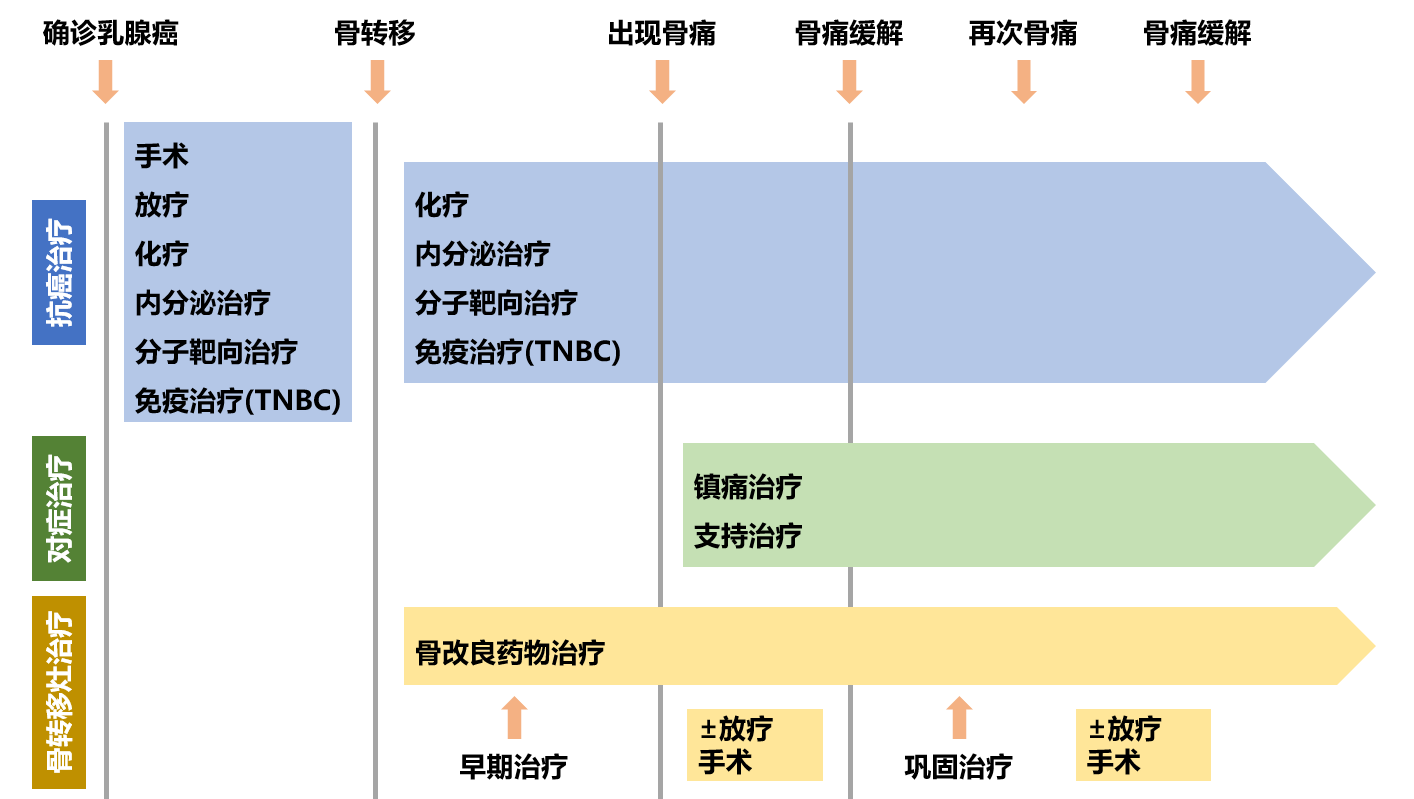 确诊乳腺癌
骨转移
出现骨痛
骨痛缓解
再次骨痛
骨痛缓解
抗癌治疗
手术
放疗
化疗
内分泌治疗
分子靶向治疗
免疫治疗(TNBC)
化疗
内分泌治疗
分子靶向治疗
免疫治疗(TNBC)
对症治疗
镇痛治疗
支持治疗
骨转移灶治疗
骨改良药物治疗
早期治疗
±放疗
手术
巩固治疗
±放疗
手术